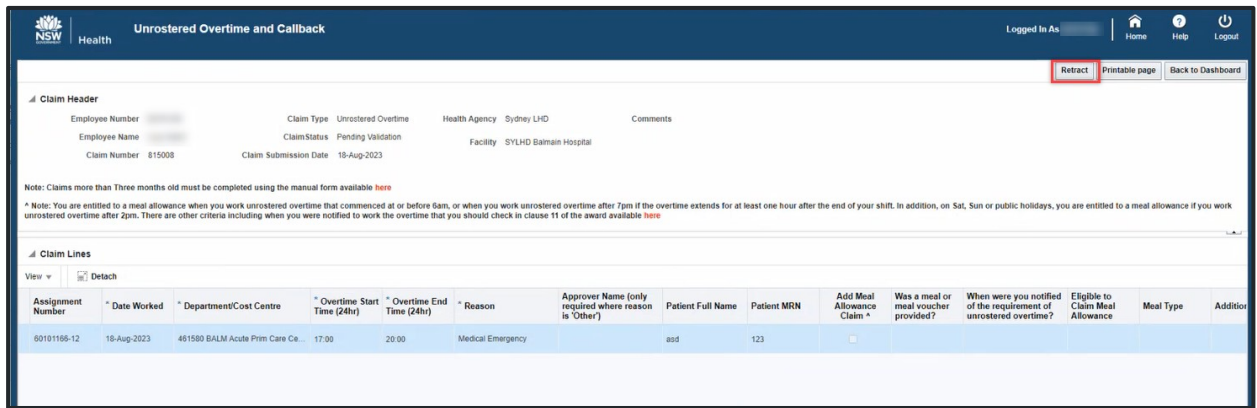 NSW GOVERNMENT Health Unrostered Overtime and Callback Logged In As Home Help Logout
Retract Printable page Back to Dashboard
Claim Header
Employee Number Claim Type Unrostered Overtime Health Agency Sydney LHD Comments
Employee Name ClaimStatus Pending Validation Facility SYLHD Balmain Hospital
Claim Number 815008 Claim Submission Date 18-Aug-2023
Note: Claims more than Three months old must be completed using the manual form available here
^ Note: You are entitled to a meal allowance when you work unrostered overtime that commenced at or before 6am, or when you work unrostered overtime after 7pm if the overtime extends for at least one hour after the end of your shift. In addition, on Sat, Sun or public holidays, you are entitled to a meal allowance if you work
unrostered overtime after 2pm. There are other criteria including when you were notified to work the overtime that you should check in clause 11 of the award available here
Claim Lines
View Detach
Assignment Number * Date Worked * Department/Cost Centre * Overtime Start Time (24hr) * Overtime End Time (24hr) * Reason Approver Name (only required where reason is 'Other') Patient Full Name Patient MRN Add Meal Allowance Claim ^ Was a meal or meal voucher provided? When were you notified of the requirement of unrostered overtime? Eligible to Claim Meal Allowance Meal Type Addition
60101166-12 18-Aug-2023 461580 BALM Acute Prim Care Ce... 17:00 20:00 Medical Emergency asd 123